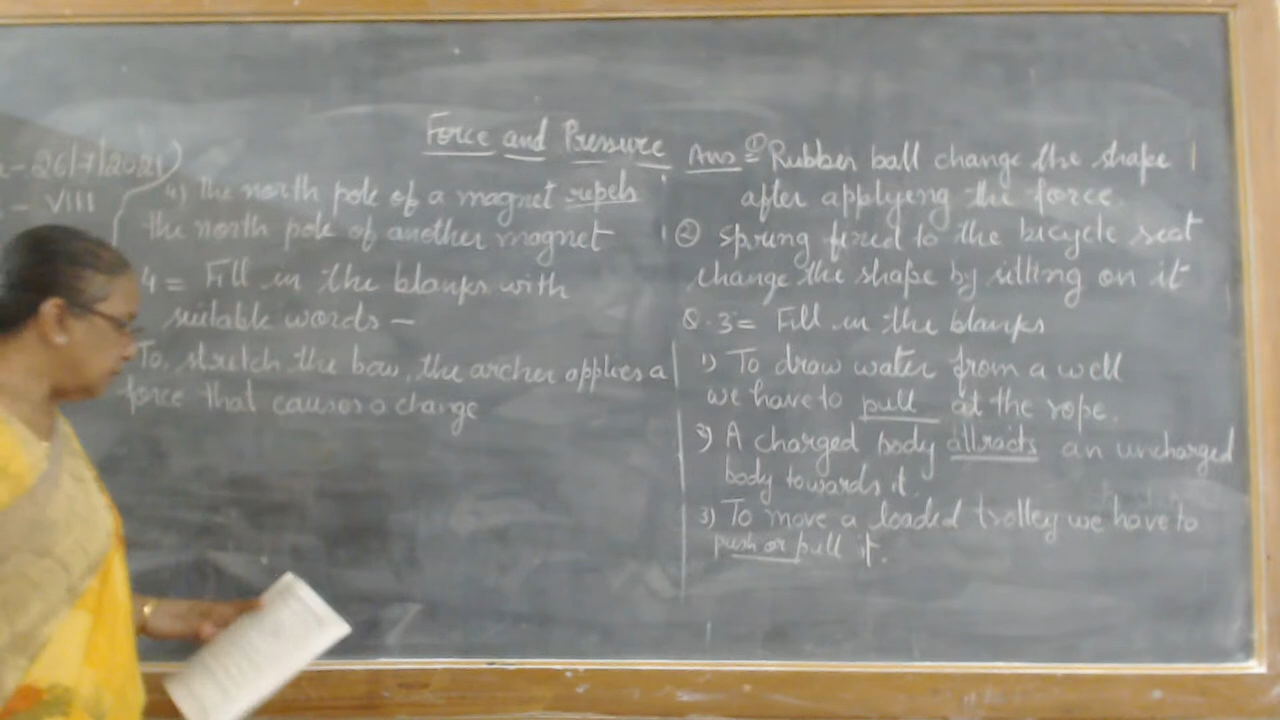 Force and Pressure
26/7/2021
VIII
4) the north pole of a magnet repels
the north pole of another magnet
4 = Fill in the blanks with
suitable words —
To stretch the bow, the archer applies a
force that causes a change
Ans ① Rubber ball change the shape
after applyeng the force
② spring fixed to the bicycle seat
change the shape by sitting on it
Q.3 = Fill in the blanks
1) To draw water from a well
we have to pull at the rope.
2) A charged body attracts an uncharged
body towards it.
3) To move a loaded trolley we have to
push or pull it.